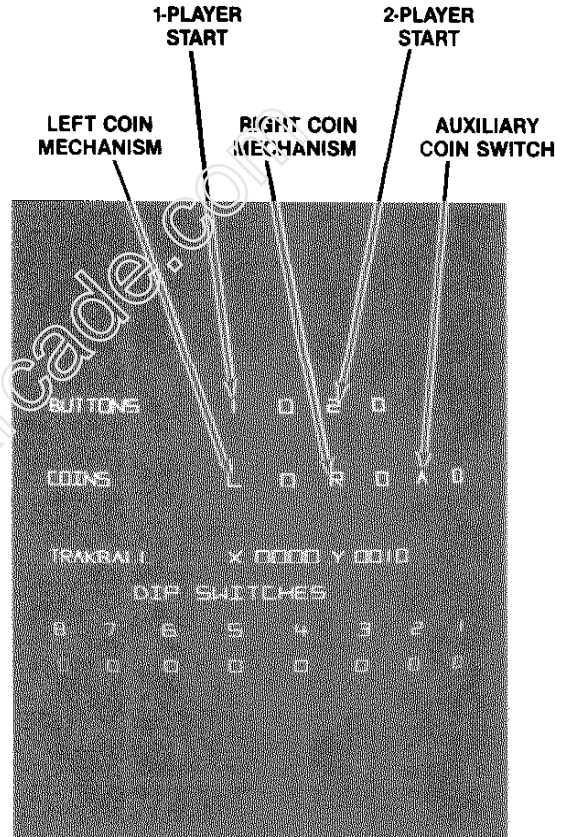 1-PLAYER START
2-PLAYER START
LEFT COIN MECHANISM
RIGHT COIN MECHANISM
AUXILIARY COIN SWITCH
BUTTONS 1 0 2 0
COINS L 0 R 0 A 0
TRAKBALL X 0000 Y 0010
DIP SWITCHES
8 7 6 5 4 3 2 1
1 0 0 0 0 0 0 0